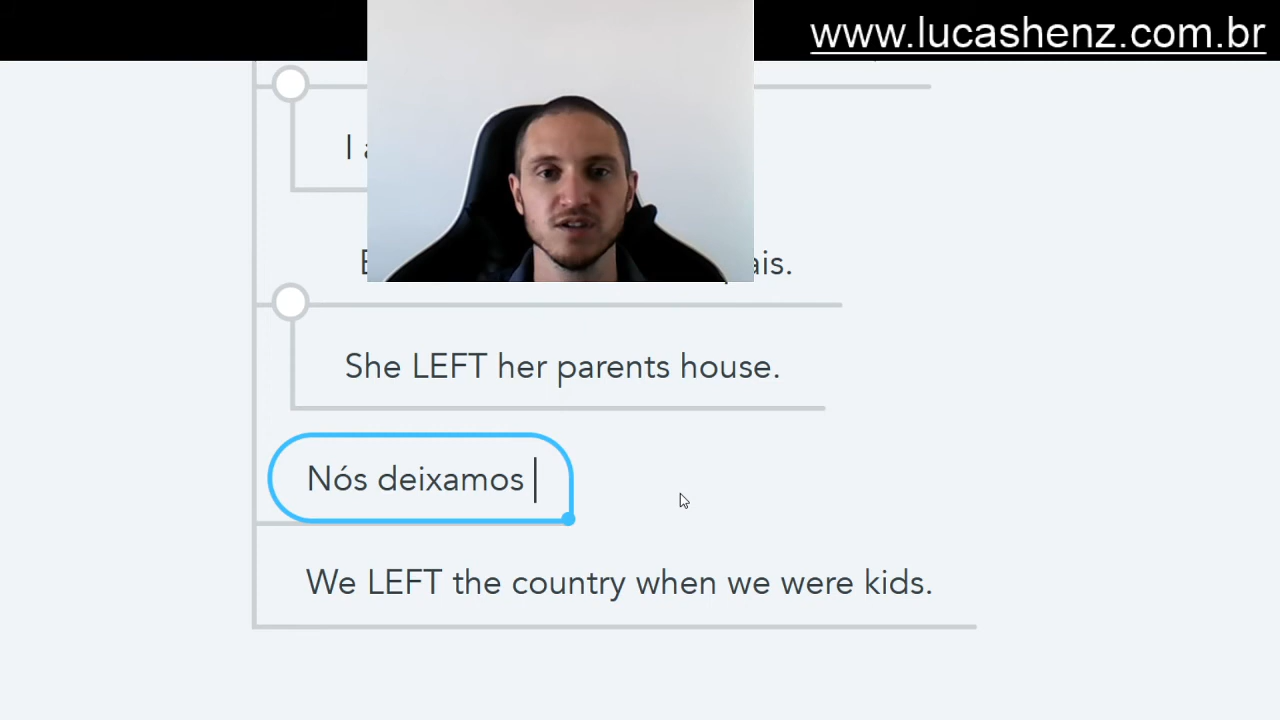 www.lucashenz.com.br
I
ais.
She LEFT her parents house.
Nós deixamos
We LEFT the country when we were kids.